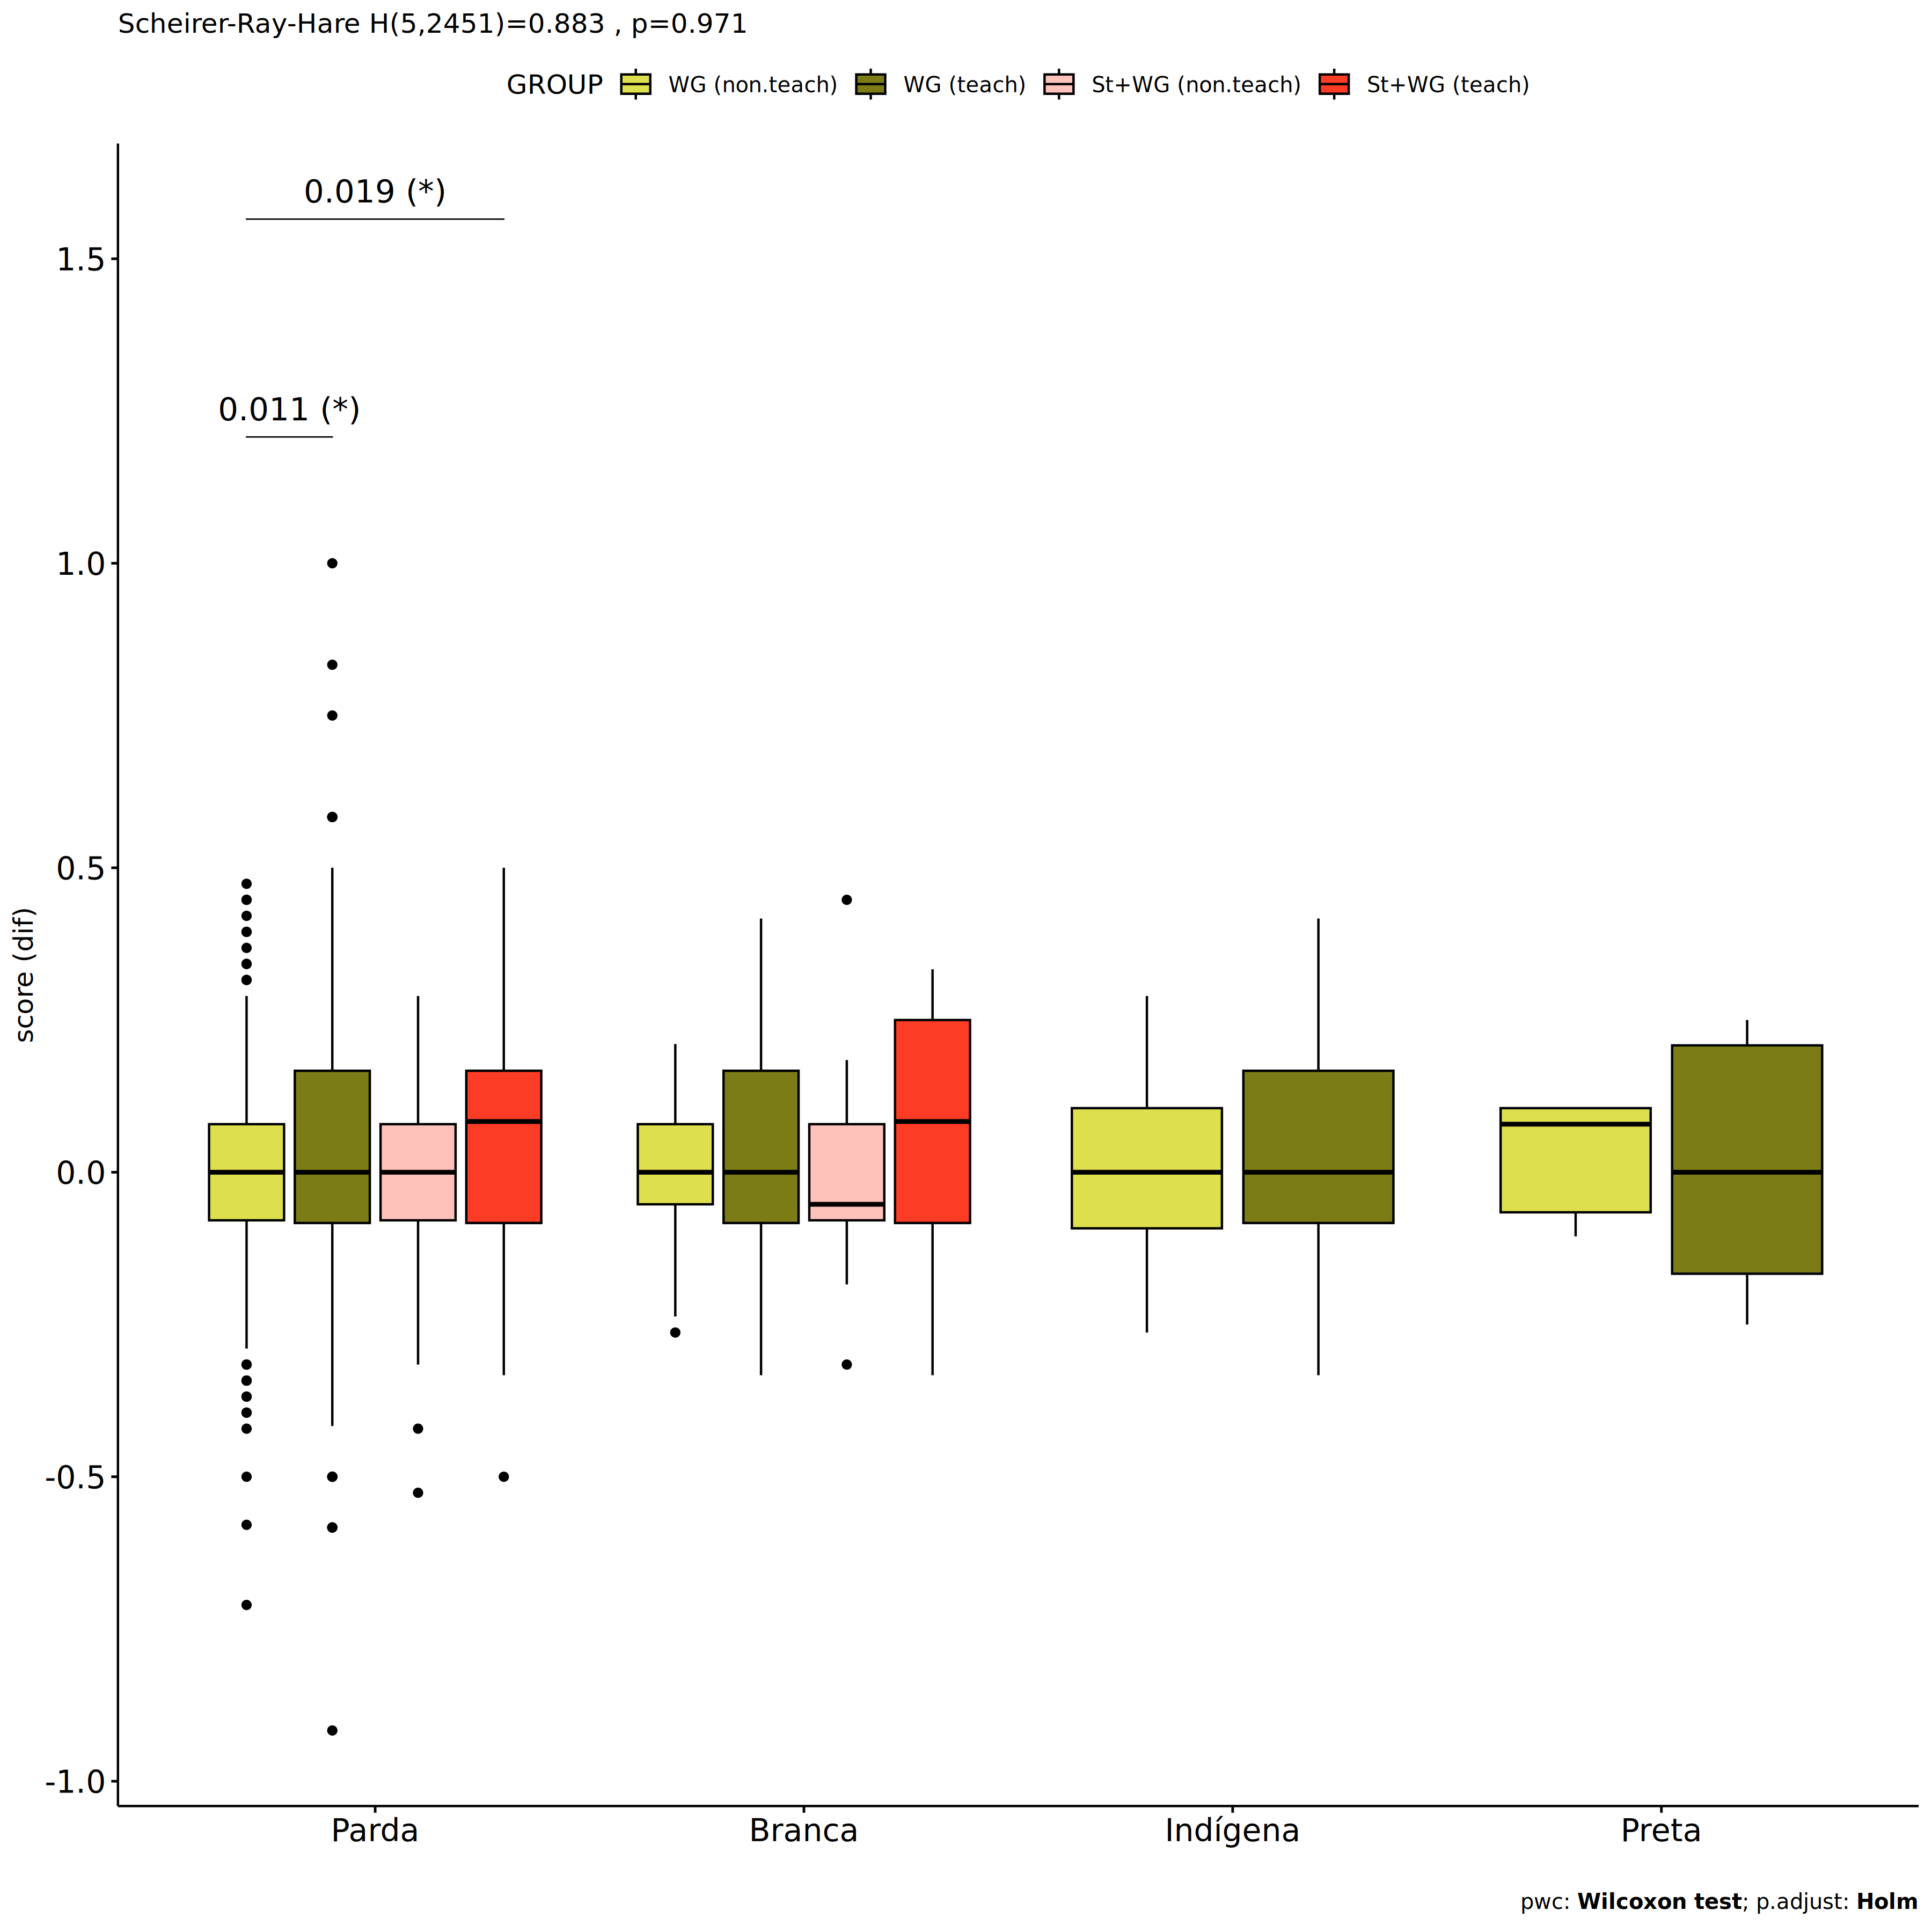 Scheirer-Ray-Hare H(5,2451)=0.883 , p=0.971
GROUP WG (non.teach) WG (teach) St+WG (non.teach) St+WG (teach)
0.019 (*)
1.5
0.011 (*)
1.0
0.5
score (dif)
0.0
-0.5
-1.0
Parda Branca Indígena Preta
pwc: Wilcoxon test; p.adjust: Holm